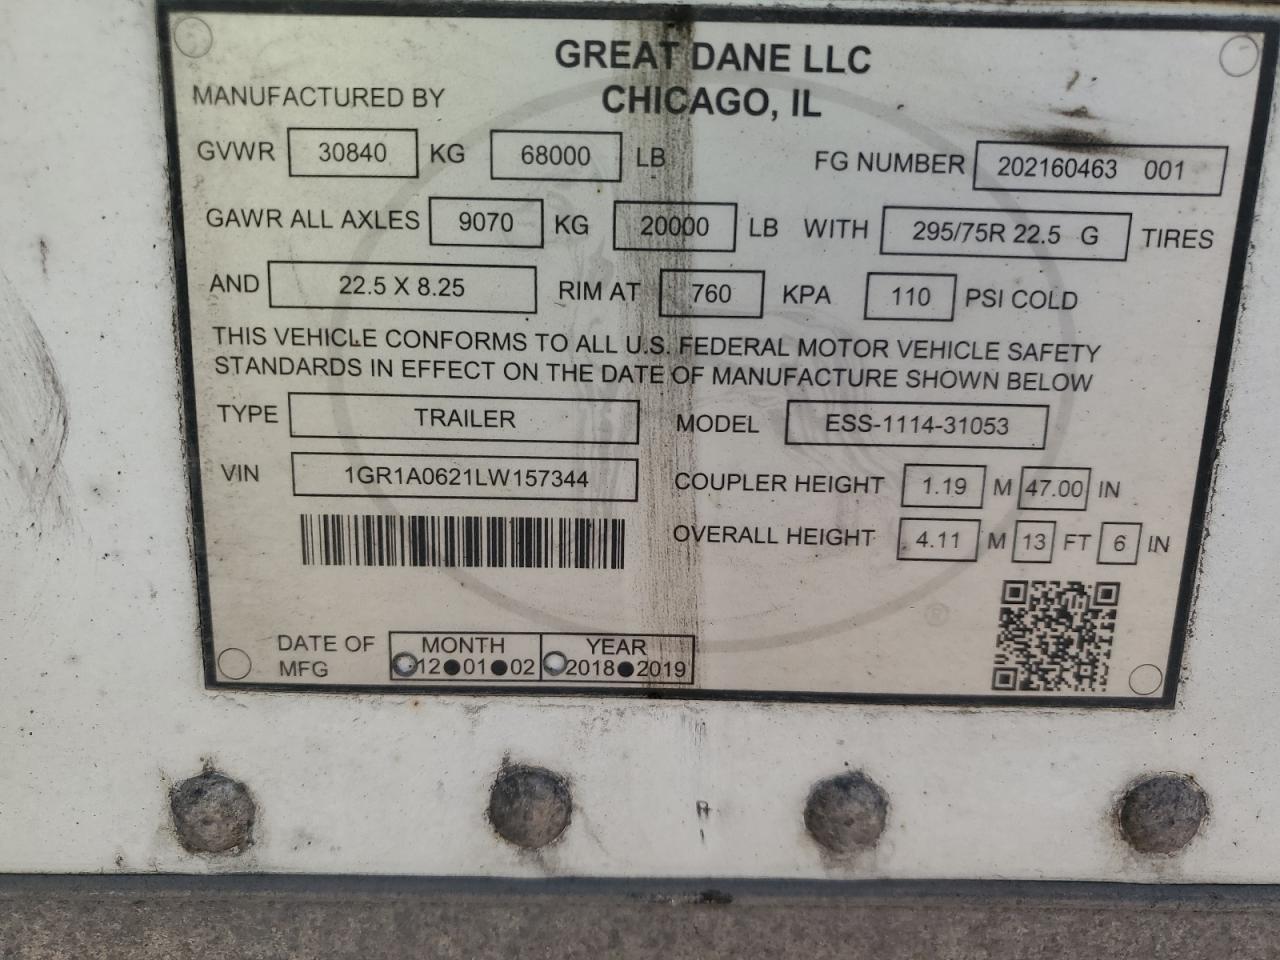 GREAT DANE LLC
MANUFACTURED BY CHICAGO, IL
GVWR 30840 KG 68000 LB FG NUMBER 202160463 001
GAWR ALL AXLES 9070 KG 20000 LB WITH 295/75R 22.5 G TIRES
AND 22.5 X 8.25 RIM AT 760 KPA 110 PSI COLD
THIS VEHICLE CONFORMS TO ALL U.S. FEDERAL MOTOR VEHICLE SAFETY
STANDARDS IN EFFECT ON THE DATE OF MANUFACTURE SHOWN BELOW
TYPE TRAILER MODEL ESS-1114-31053
VIN 1GR1A0621LW157344 COUPLER HEIGHT 1.19 M 47.00 IN
OVERALL HEIGHT 4.11 M 13 FT 6 IN
®
DATE OF MONTH YEAR
MFG 12●01●02 2018●2019